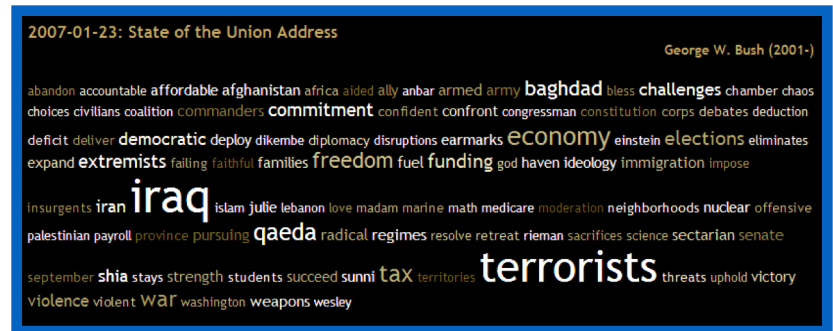 2007-01-23: State of the Union Address
George W. Bush (2001-)
abandon accountable affordable afghanistan africa aided ally anbar armed army baghdad bless challenges chamber chaos
choices civilians coalition commanders commitment confident confront congressman constitution corps debates deduction
deficit deliver democratic deploy dikembe diplomacy disruptions earmarks economy einstein elections eliminates
expand extremists failing faithful families freedom fuel funding god haven ideology immigration impose
insurgents iran iraq islam julie lebanon love madam marine math medicare moderation neighborhoods nuclear offensive
palestinian payroll province pursuing qaeda radical regimes resolve retreat rieman sacrifices science sectarian senate
september shia stays strength students succeed sunni tax territories terrorists threats uphold victory
violence violent war washington weapons wesley